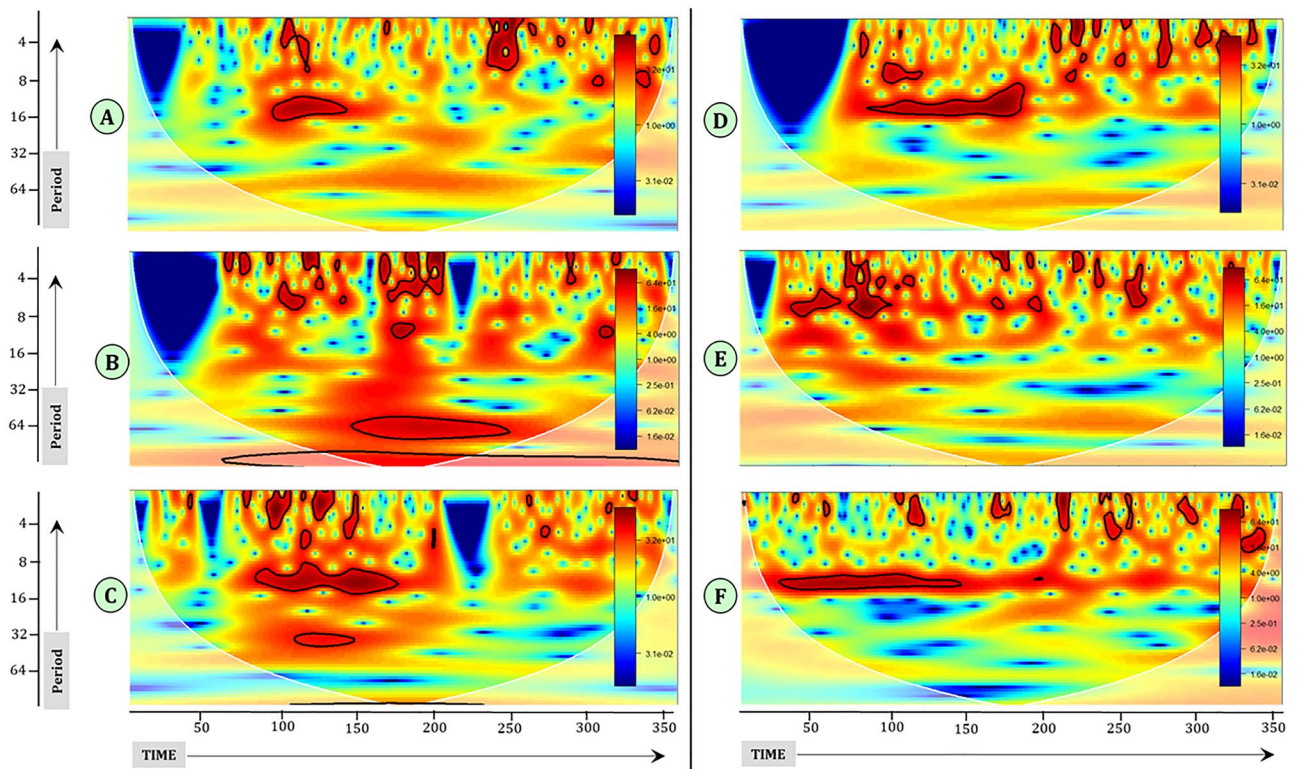 4
8
16
32
64
Period
A
3.2e+01
1.0e+00
3.1e-02
4
8
16
32
64
Period
B
6.4e+01
1.6e+01
4.0e+00
1.0e+00
2.5e-01
6.2e-02
1.6e-02
4
8
16
32
64
Period
C
3.2e+01
1.0e+00
3.1e-02
50 100 150 200 250 300 350
TIME
D
3.2e+01
1.0e+00
3.1e-02
E
6.4e+01
1.6e+01
4.0e+00
1.0e+00
2.5e-01
6.2e-02
1.6e-02
F
6.4e+01
4.0e+00
1.0e+00
2.5e-01
6.2e-02
1.6e-02
50 100 150 200 250 300 350
TIME